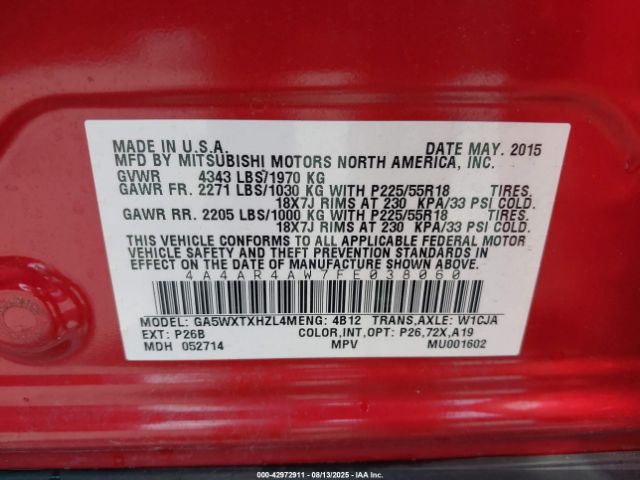 MADE IN U.S.A. DATE MAY. 2015
MFD BY MITSUBISHI MOTORS NORTH AMERICA, INC.
GVWR 4343 LBS/1970 KG
GAWR FR. 2271 LBS/1030 KG WITH P225/55R18 TIRES.
18X7J RIMS AT 230 KPA/33 PSI COLD.
GAWR RR. 2205 LBS/1000 KG WITH P225/55R18 TIRES.
18X7J RIMS AT 230 KPA/33 PSI COLD.
THIS VEHICLE CONFORMS TO ALL APPLICABLE FEDERAL MOTOR
VEHICLE SAFETY AND BUMPER STANDARDS IN
EFFECT ON THE DATE OF MANUFACTURE SHOWN ABOVE.
4A4AR4AW7FE038060
MODEL: GA5WXTXHZL4MENG: 4B12 TRANS,AXLE: W1CJA
EXT: P26B COLOR,INT,OPT: P26,72X,A19
MDH 052714 MPV MU001602
000-42972911 - 08/13/2025 - IAAI.COM